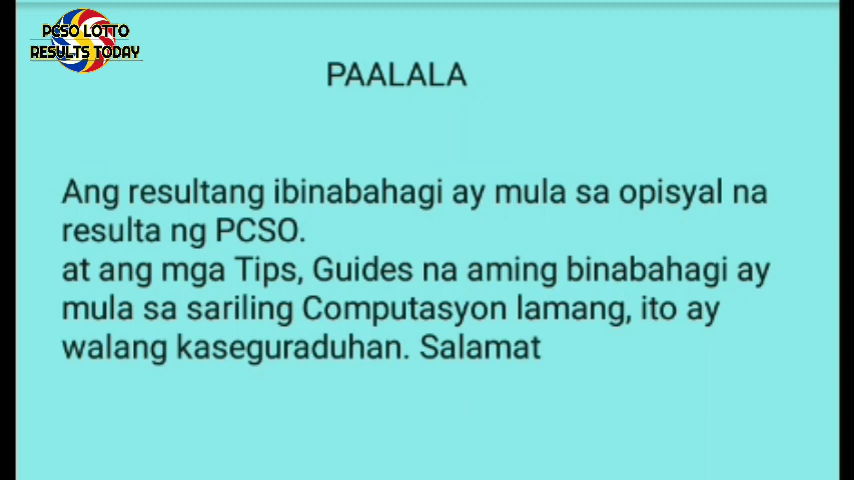 PCSO LOTTO
RESULTS TODAY
PAALALA
Ang resultang ibinabahagi ay mula sa opisyal na
resulta ng PCSO.
at ang mga Tips, Guides na aming binabahagi ay
mula sa sariling Computasyon lamang, ito ay
walang kaseguraduhan. Salamat